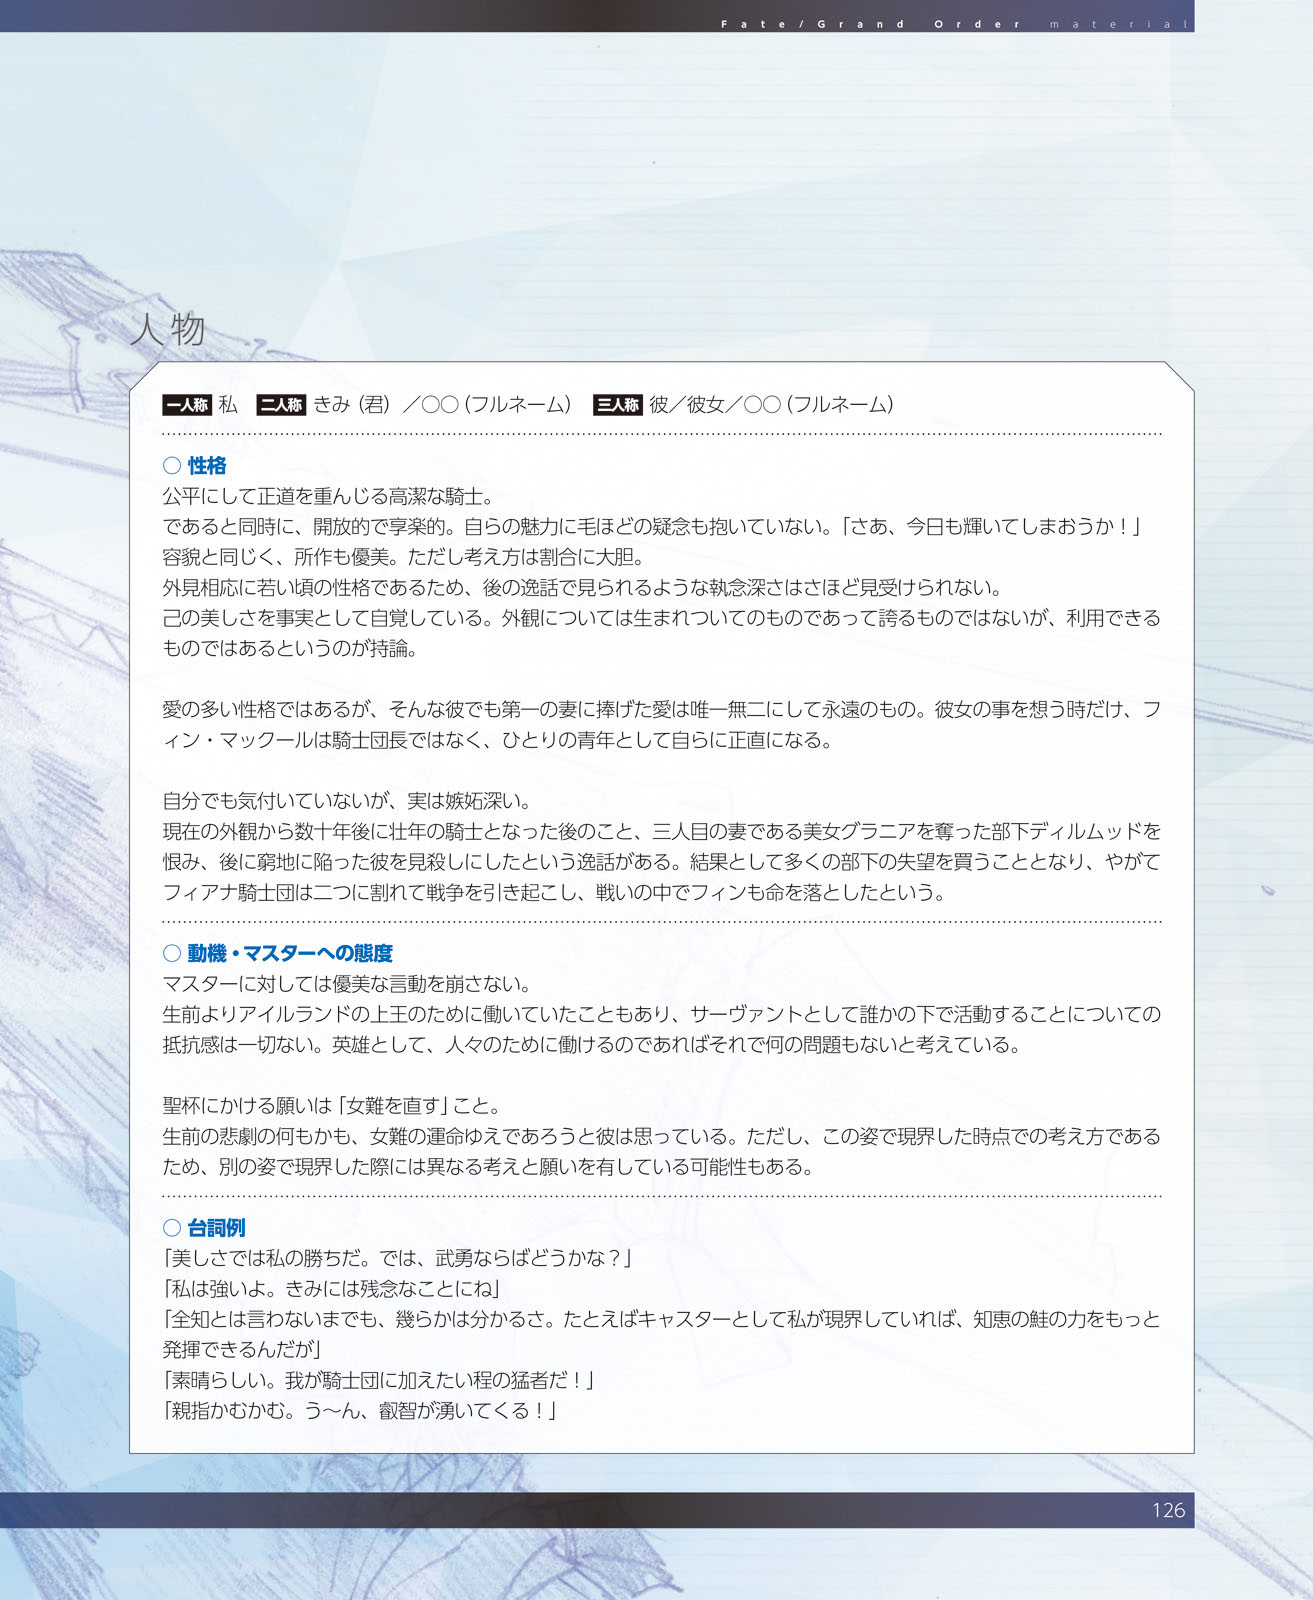 Fate/Grand Order material
人物
一人称 私 二人称 きみ（君）／○○（フルネーム） 三人称 彼／彼女／○○（フルネーム）
○ 性格
公平にして正道を重んじる高潔な騎士。
であると同時に、開放的で享楽的。自らの魅力に毛ほどの疑念も抱いていない。「さあ、今日も輝いてしまおうか！」
容貌と同じく、所作も優美。ただし考え方は割合に大胆。
外見相応に若い頃の性格であるため、後の逸話で見られるような執念深さはさほど見受けられない。
己の美しさを事実として自覚している。外観については生まれついてのものであって誇るものではないが、利用できる
ものではあるというのが持論。
愛の多い性格ではあるが、そんな彼でも第一の妻に捧げた愛は唯一無二にして永遠のもの。彼女の事を想う時だけ、フ
ィン・マックールは騎士団長ではなく、ひとりの青年として自らに正直になる。
自分でも気付いていないが、実は嫉妬深い。
現在の外観から数十年後に壮年の騎士となった後のこと、三人目の妻である美女グラニアを奪った部下ディルムッドを
恨み、後に窮地に陥った彼を見殺しにしたという逸話がある。結果として多くの部下の失望を買うこととなり、やがて
フィアナ騎士団は二つに割れて戦争を引き起こし、戦いの中でフィンも命を落としたという。
○ 動機・マスターへの態度
マスターに対しては優美な言動を崩さない。
生前よりアイルランドの上王のために働いていたこともあり、サーヴァントとして誰かの下で活動することについての
抵抗感は一切ない。英雄として、人々のために働けるのであればそれで何の問題もないと考えている。
聖杯にかける願いは「女難を直す」こと。
生前の悲劇の何もかも、女難の運命ゆえであろうと彼は思っている。ただし、この姿で現界した時点での考え方である
ため、別の姿で現界した際には異なる考えと願いを有している可能性もある。
○ 台詞例
「美しさでは私の勝ちだ。では、武勇ならばどうかな？」
「私は強いよ。きみには残念なことにね」
「全知とは言わないまでも、幾らかは分かるさ。たとえばキャスターとして私が現界していれば、知恵の鮭の力をもっと
発揮できるんだが」
「素晴らしい。我が騎士団に加えたい程の猛者だ！」
「親指かむかむ。う〜ん、叡智が湧いてくる！」
126